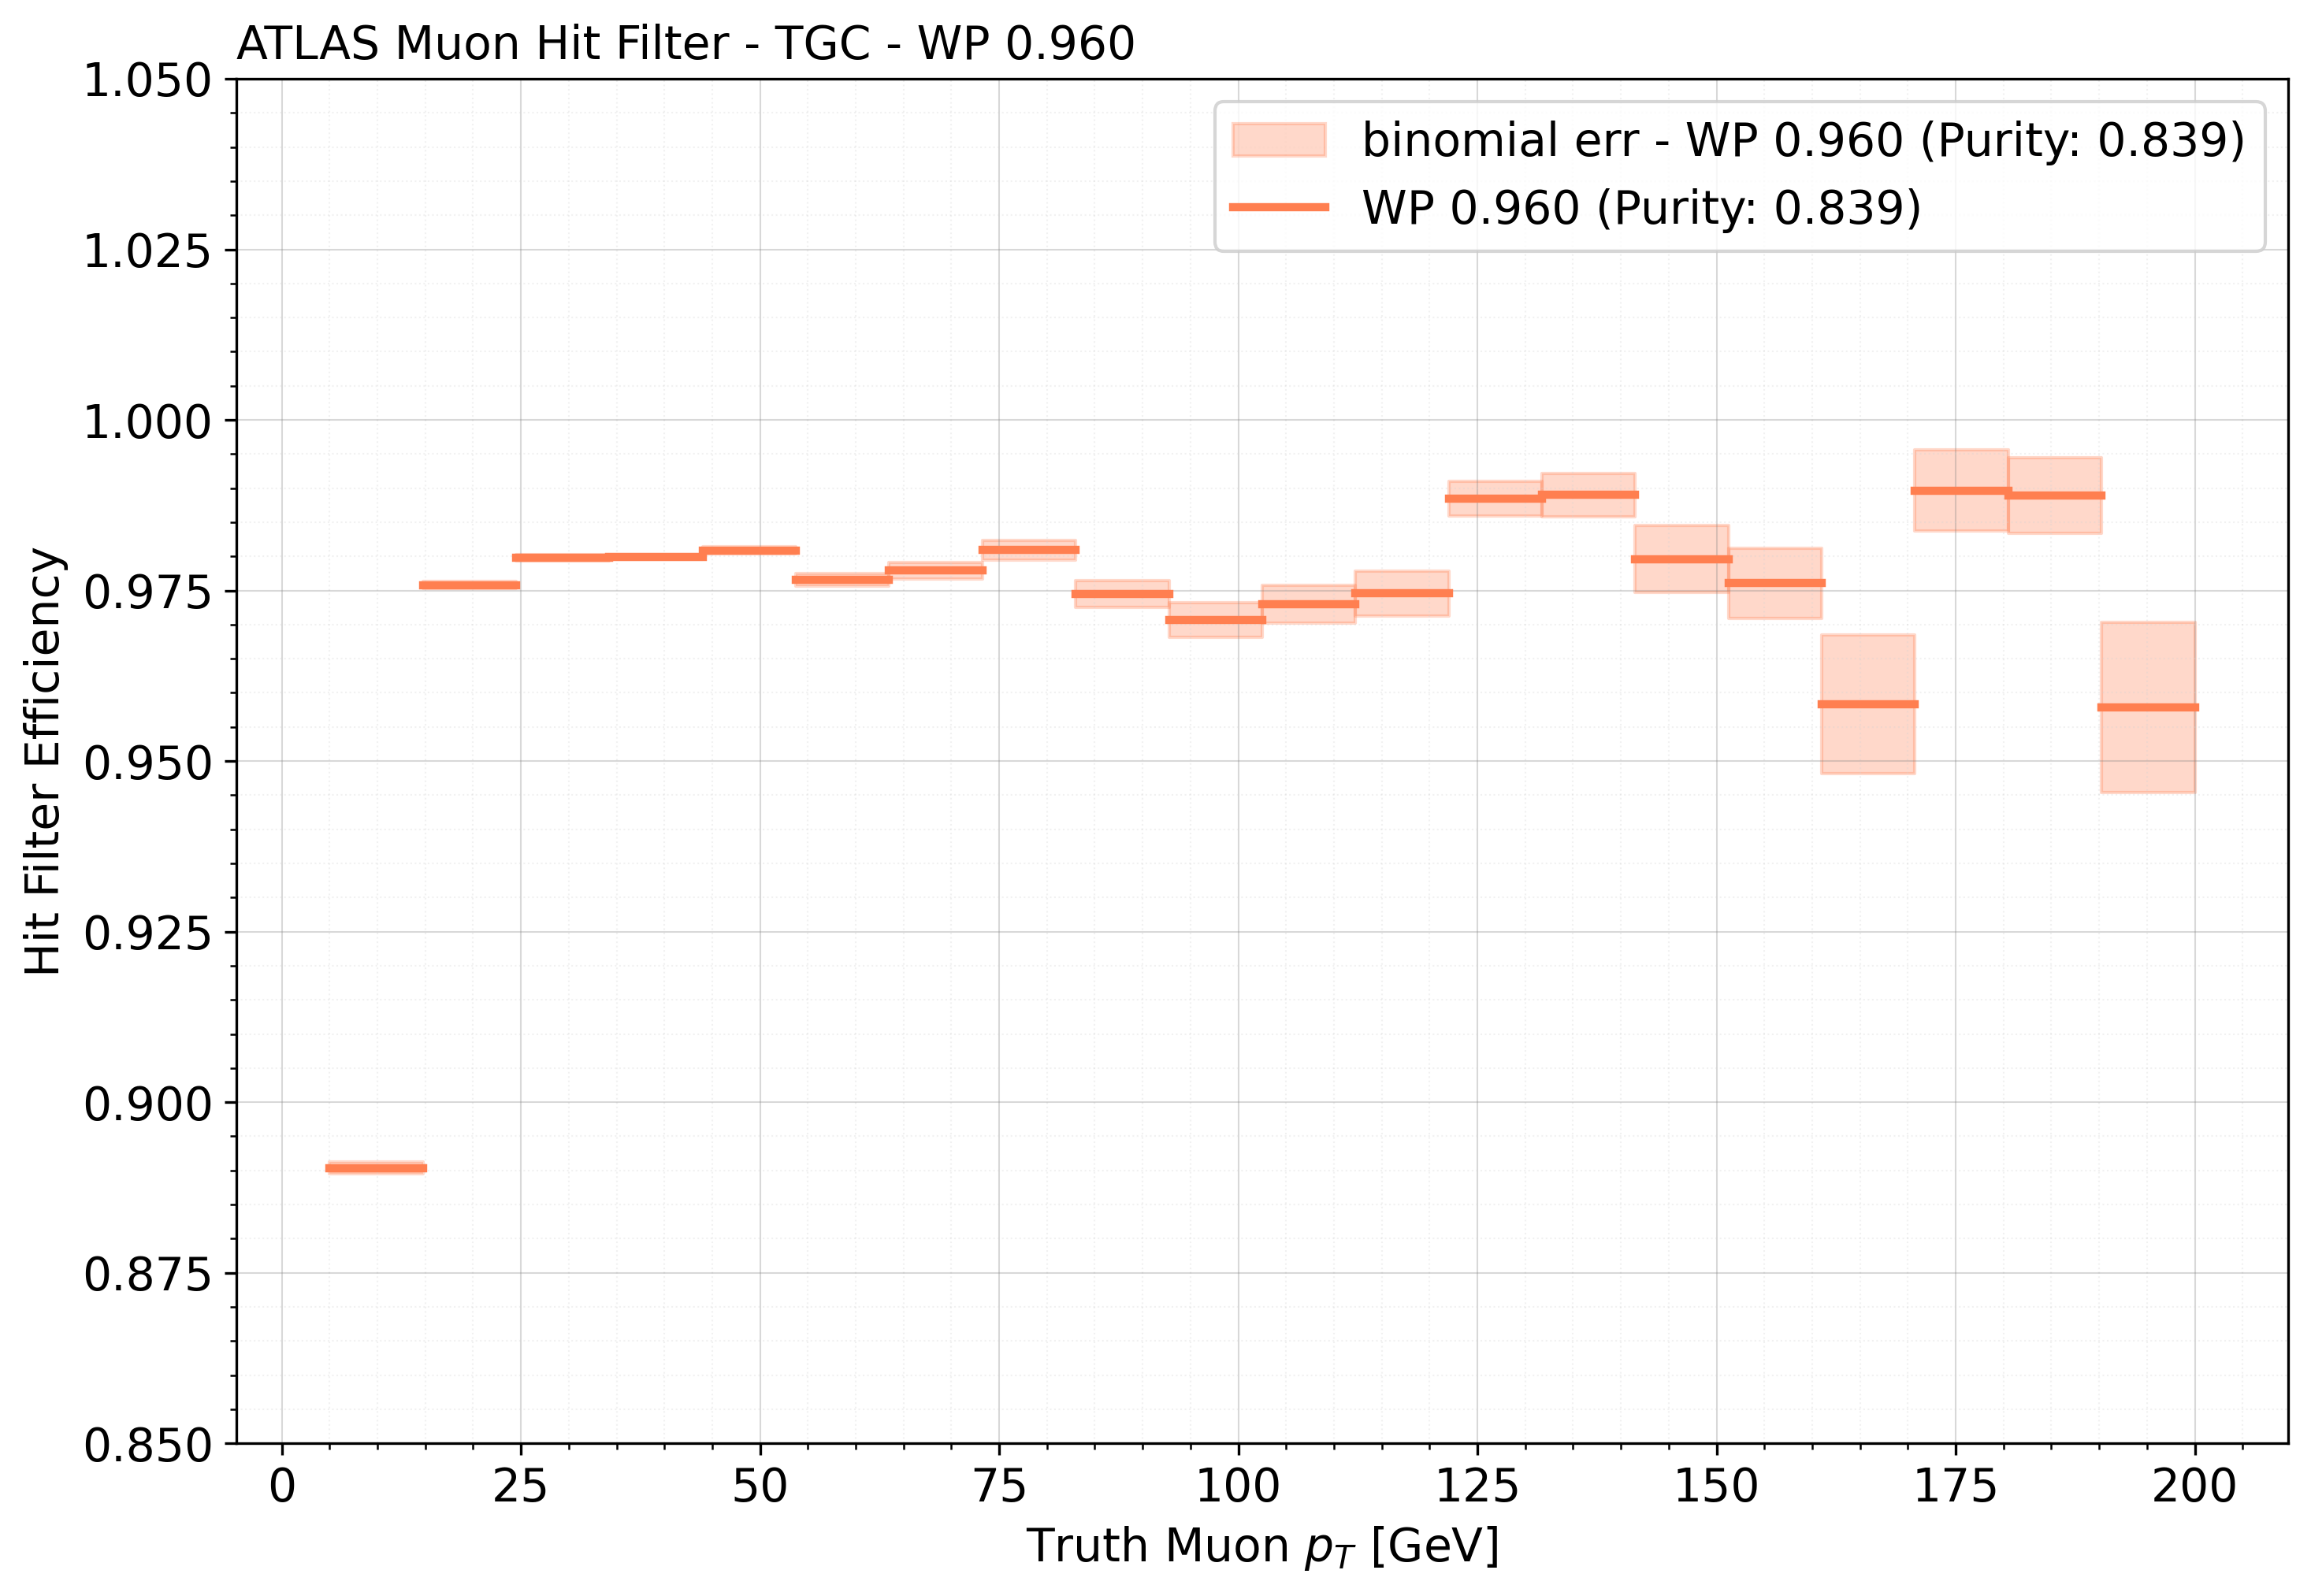 ATLAS Muon Hit Filter - TGC - WP 0.960
binomial err - WP 0.960 (Purity: 0.839)
WP 0.960 (Purity: 0.839)
Hit Filter Efficiency
1.050
1.025
1.000
0.975
0.950
0.925
0.900
0.875
0.850
0 25 50 75 100 125 150 175 200
Truth Muon p_T [GeV]